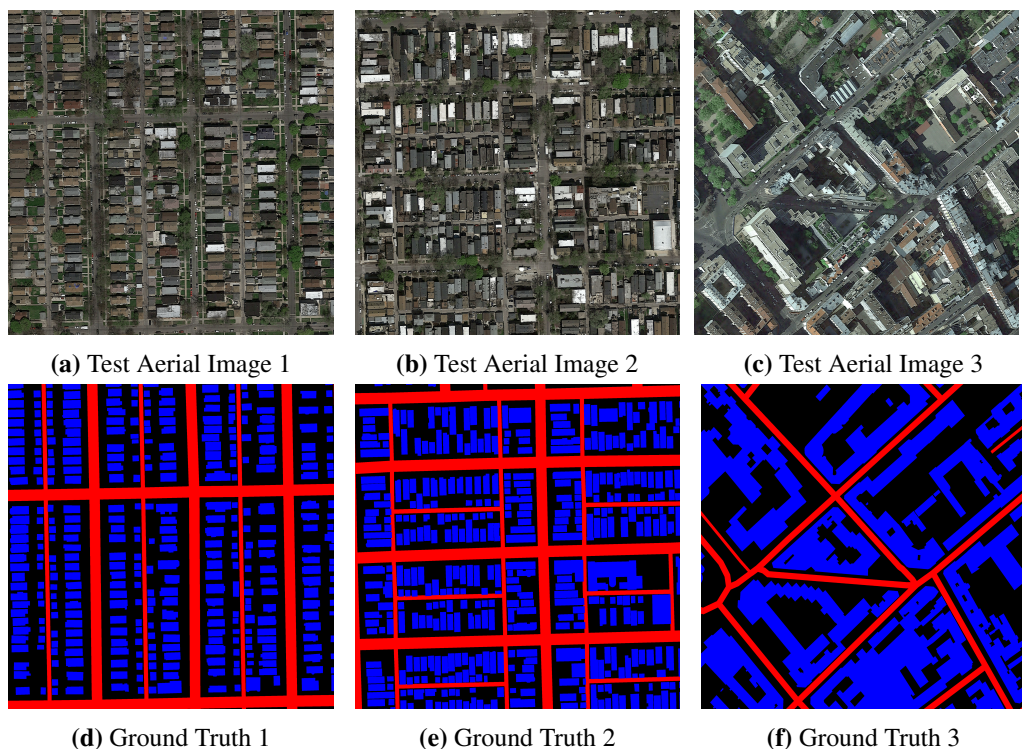 (a) Test Aerial Image 1
(b) Test Aerial Image 2
(c) Test Aerial Image 3
(d) Ground Truth 1
(e) Ground Truth 2
(f) Ground Truth 3